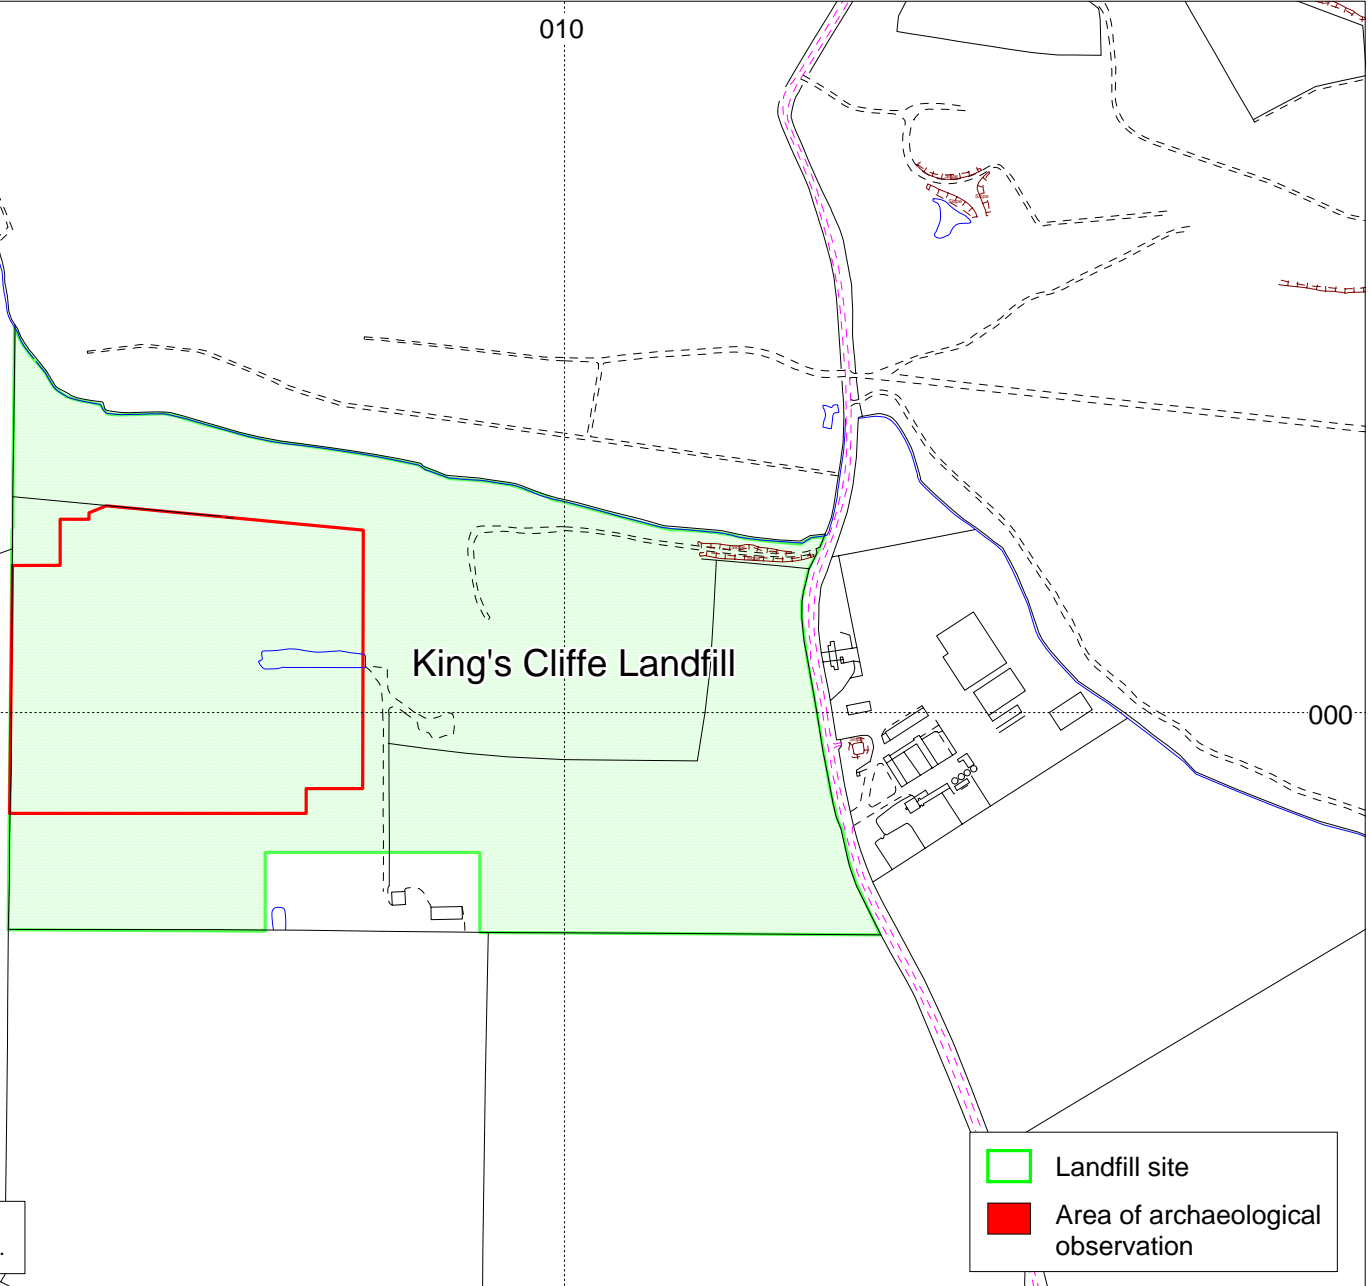 010
King's Cliffe Landfill
000
Landfill site
Area of archaeological
observation
.